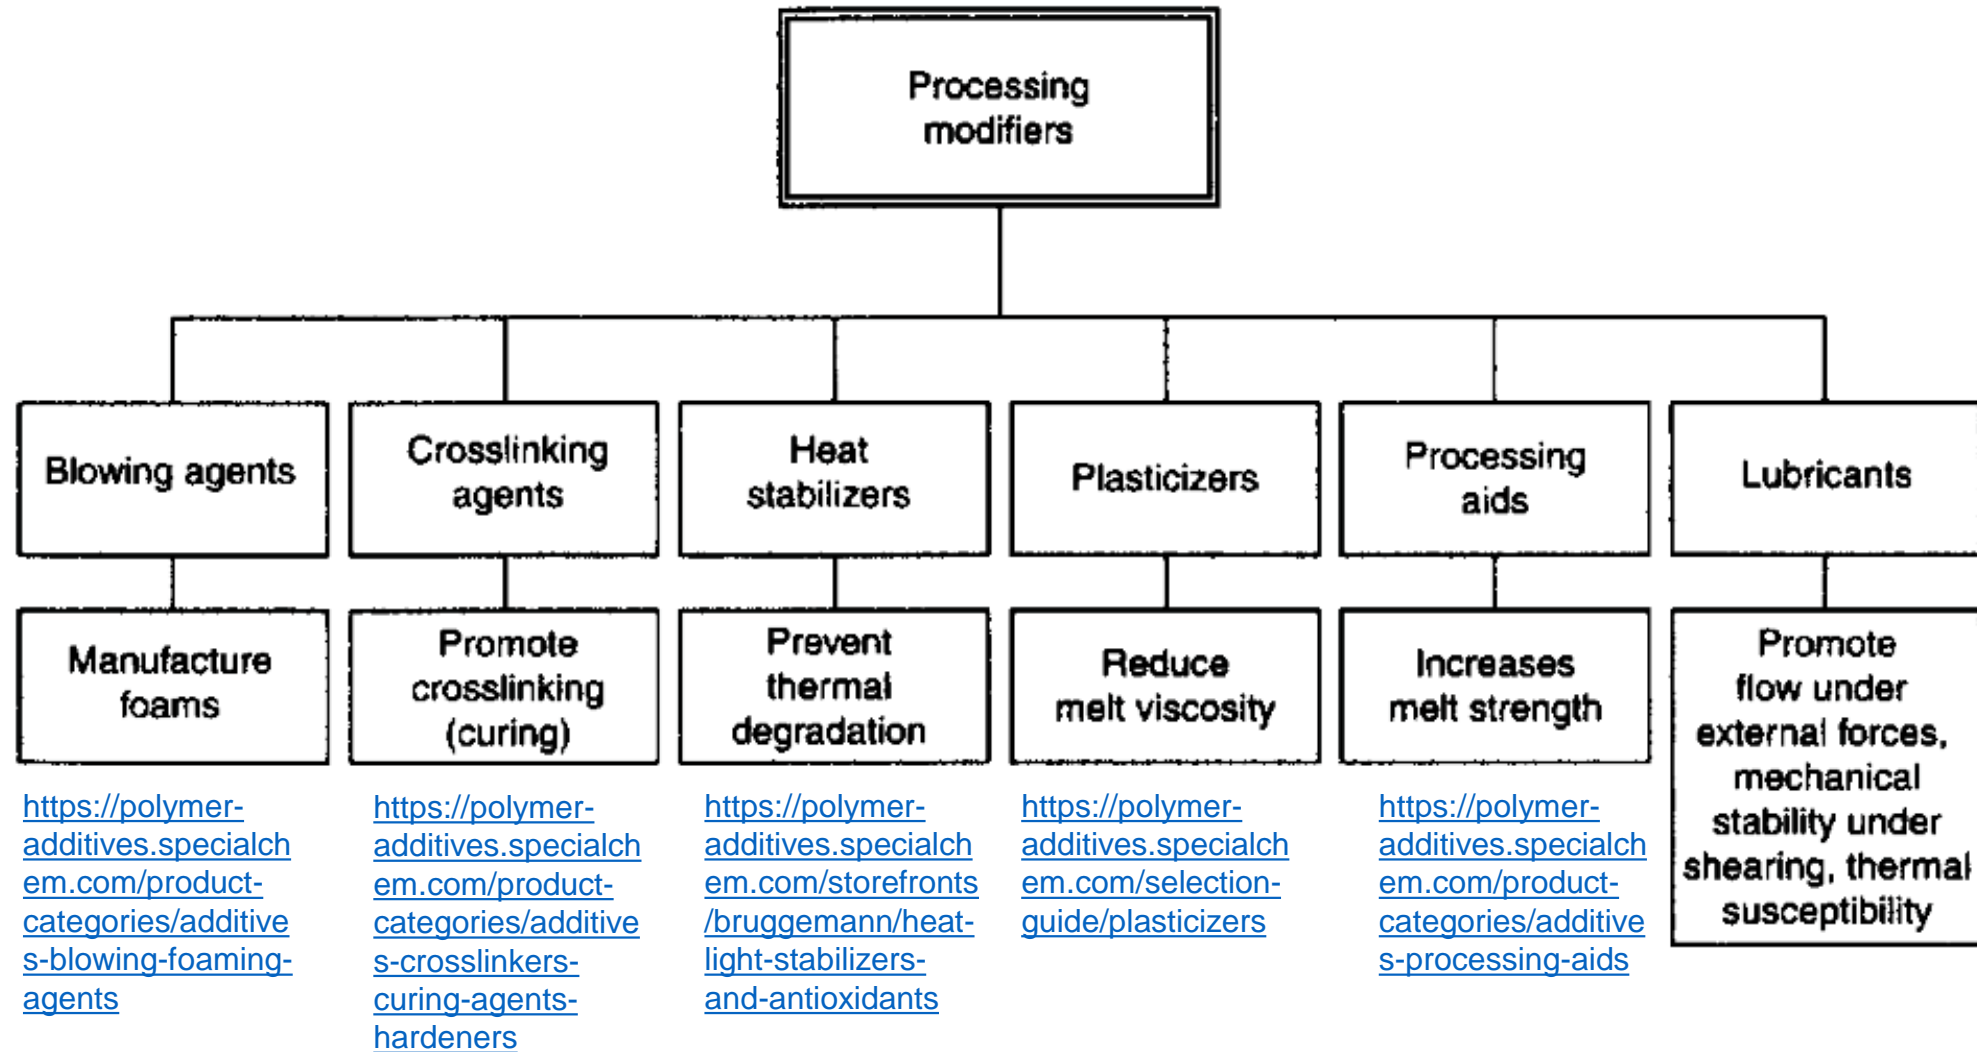 Processing
modifiers
Blowing agents
Crosslinking
agents
Heat
stabilizers
Plasticizers
Processing
aids
Lubricants
Manufacture
foams
Promote
crosslinking
(curing)
Prevent
thermal
degradation
Reduce
melt viscosity
Increases
melt strength
Promote
flow under
external forces,
mechanical
stability under
shearing, thermal
susceptibility
https://polymer-
additives.specialch
em.com/product-
categories/additive
s-blowing-foaming-
agents
https://polymer-
additives.specialch
em.com/product-
categories/additive
s-crosslinkers-
curing-agents-
hardeners
https://polymer-
additives.specialch
em.com/storefronts
/bruggemann/heat-
light-stabilizers-
and-antioxidants
https://polymer-
additives.specialch
em.com/selection-
guide/plasticizers
https://polymer-
additives.specialch
em.com/product-
categories/additive
s-processing-aids